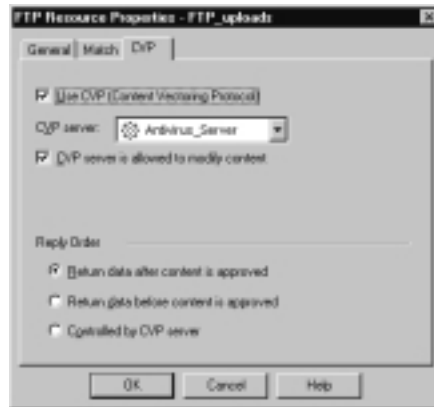 FTP Resource Properties - FTP_uploads
General Match CVP
Use CVP (Content Vectoring Protocol)
CVP server: Antivirus_Server
CVP server is allowed to modify content
Reply Order
Return data after content is approved
Return data before content is approved
Controlled by CVP server
OK Cancel Help